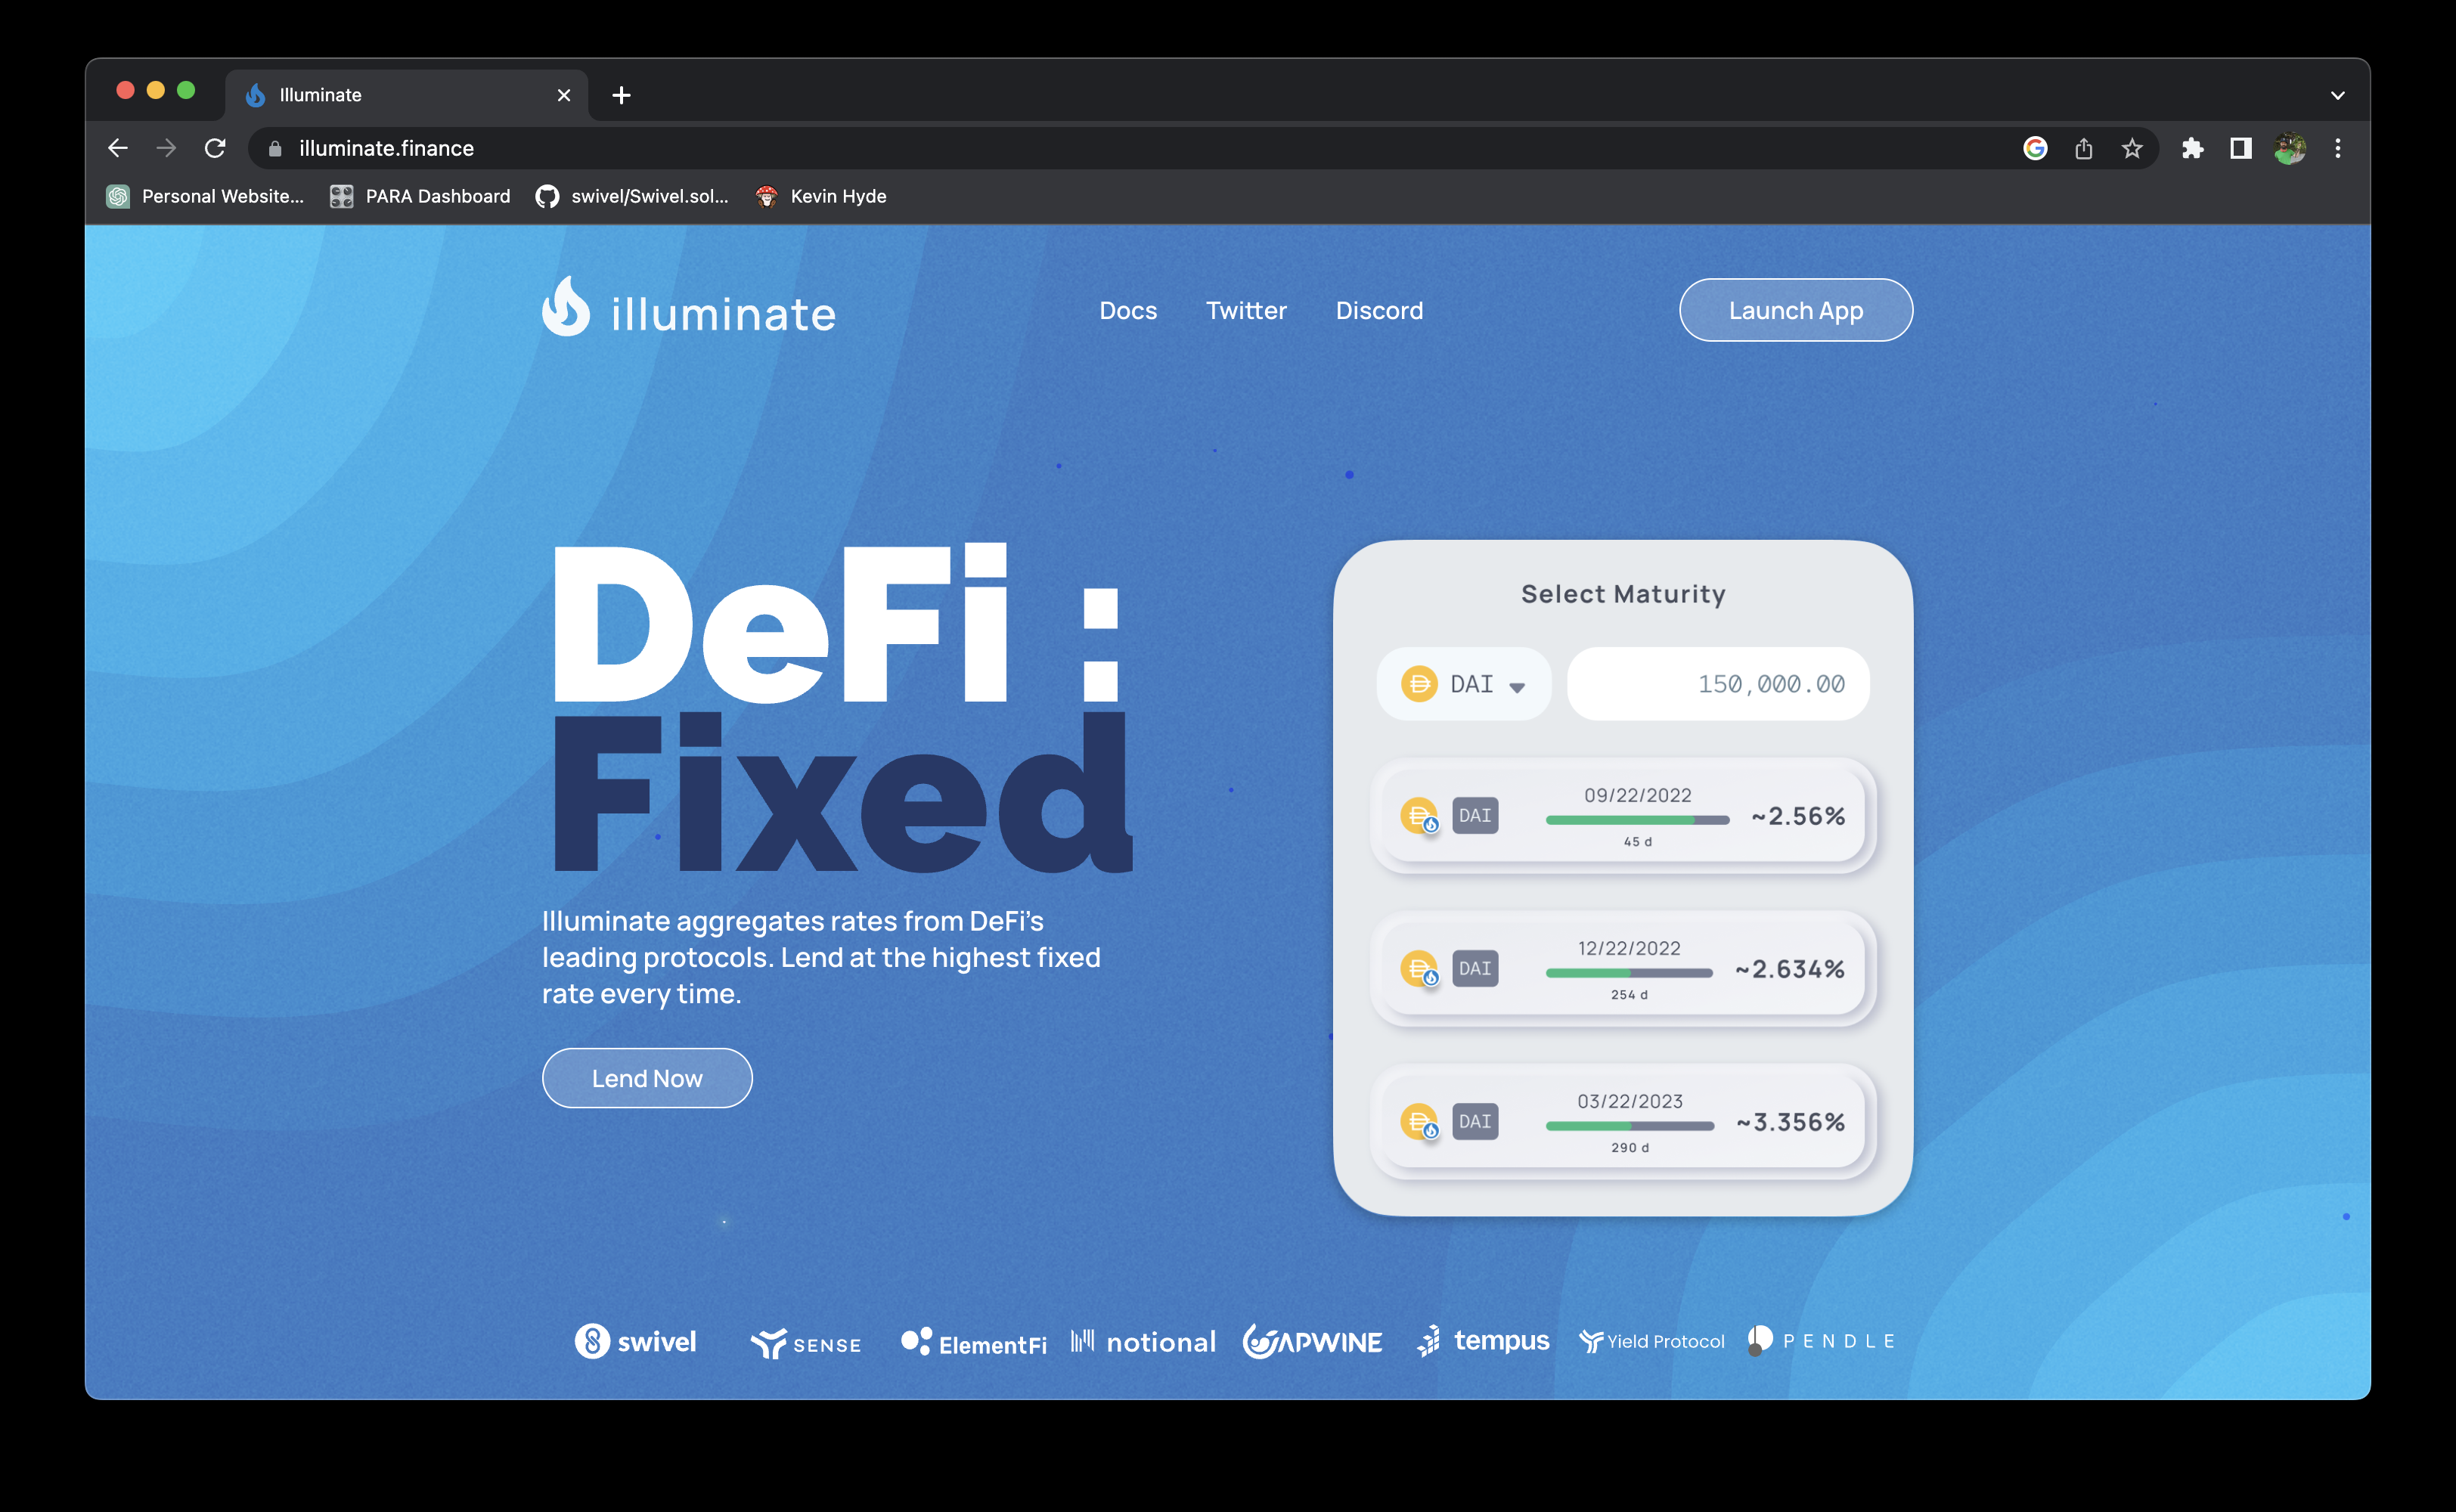 Illuminate
illuminate.finance
Personal Website...
PARA Dashboard
swivel/Swivel.sol...
Kevin Hyde
illuminate
Docs
Twitter
Discord
Launch App
DeFi :
Fixed
Illuminate aggregates rates from DeFi's
leading protocols. Lend at the highest fixed
rate every time.
Lend Now
Select Maturity
DAI
150,000.00
DAI
09/22/2022
45 d
~2.56%
DAI
12/22/2022
254 d
~2.634%
DAI
03/22/2023
290 d
~3.356%
swivel
SENSE
ElementFi
notional
APWINE
tempus
Yield Protocol
PENDLE